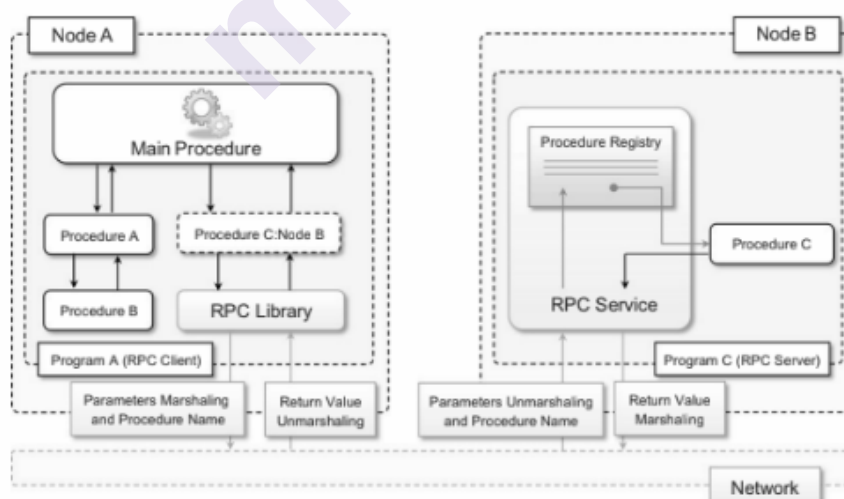 Node A
Node B
Main Procedure
Procedure Registry
Procedure A
Procedure C:Node B
Procedure C
Procedure B
RPC Library
RPC Service
Program A (RPC Client)
Program C (RPC Server)
Parameters Marshaling
and Procedure Name
Return Value
Unmarshaling
Parameters Unmarshaling
and Procedure Name
Return Value
Marshaling
Network